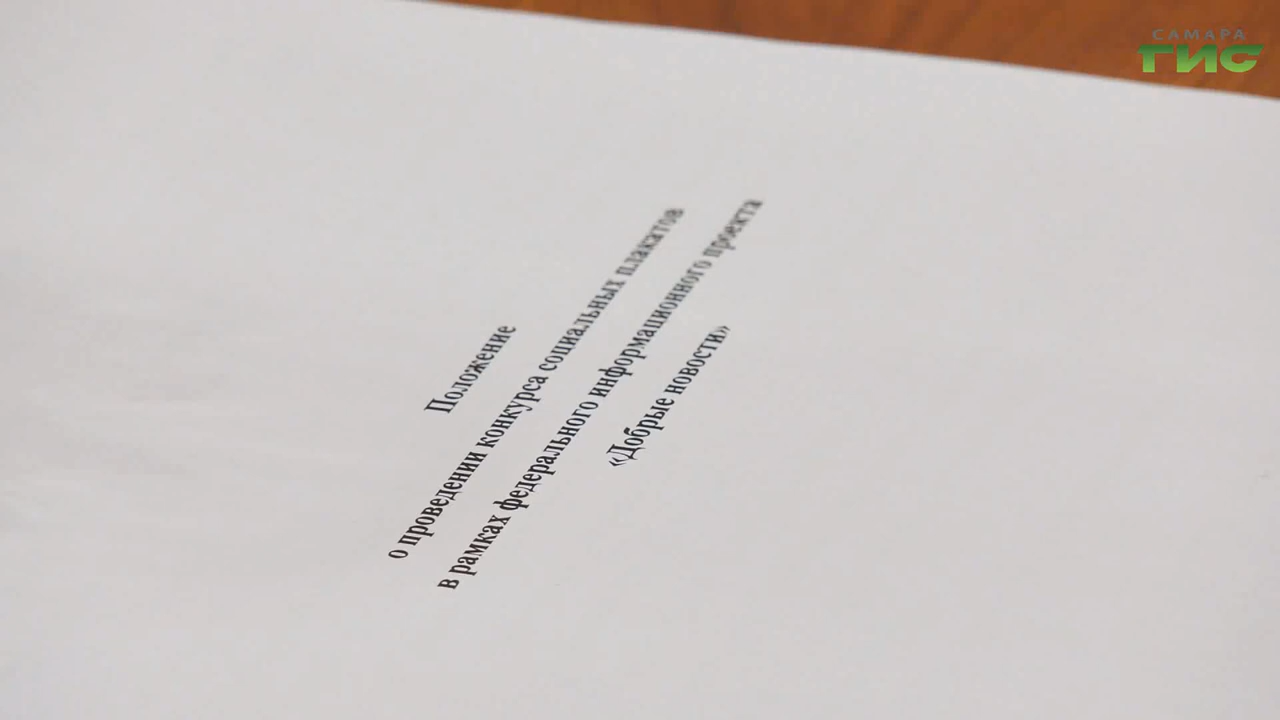 САМАРА
ГИС
Положение
о проведении конкурса социальных плакатов
в рамках федерального информационного проекта
«Добрые новости»